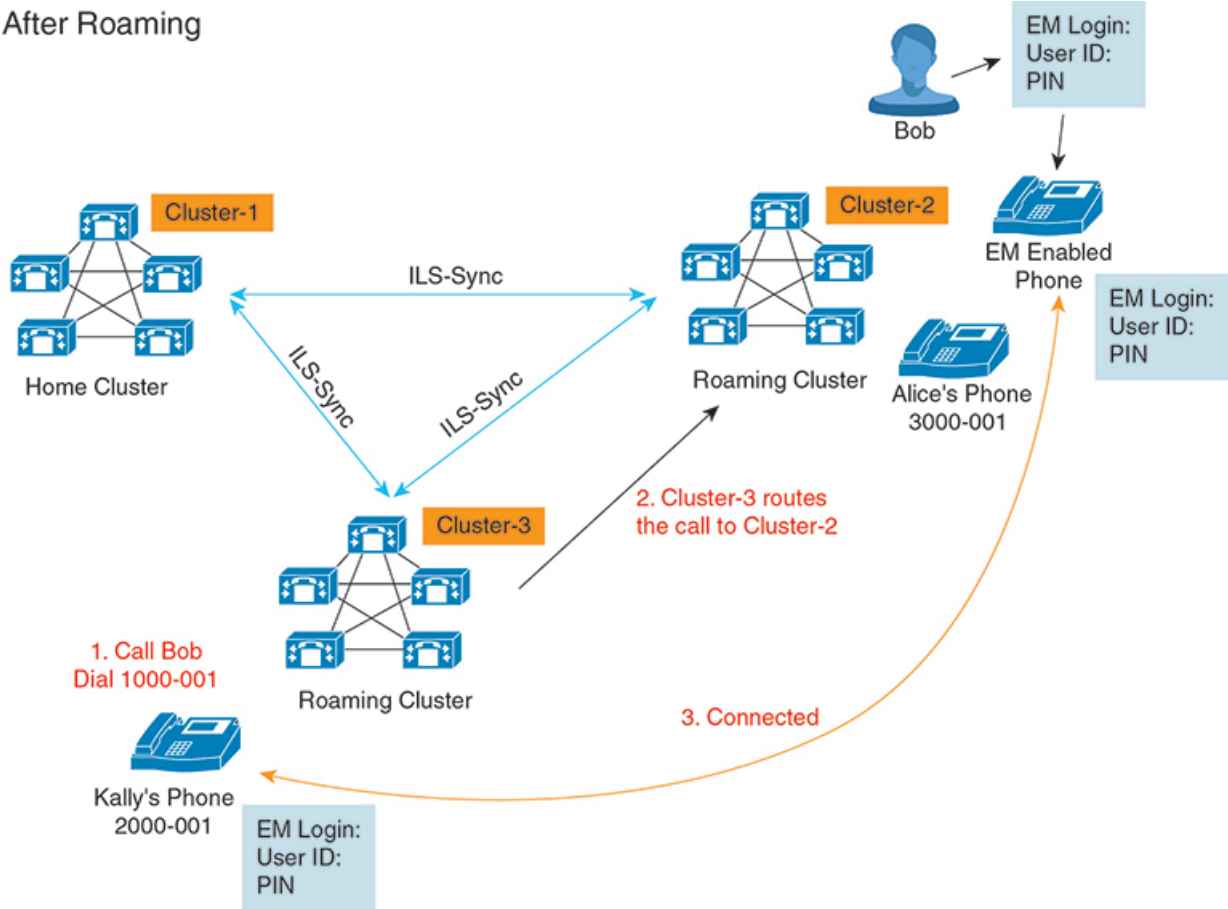 After Roaming
EM Login:
User ID:
PIN
Bob
Cluster-1
Cluster-2
EM Enabled
Phone
ILS-Sync
EM Login:
User ID:
PIN
Home Cluster
ILS-Sync
ILS-Sync
Roaming Cluster
Alice's Phone
3000-001
Cluster-3
2. Cluster-3 routes
the call to Cluster-2
1. Call Bob
Dial 1000-001
Roaming Cluster
3. Connected
Kally's Phone
2000-001
EM Login:
User ID:
PIN